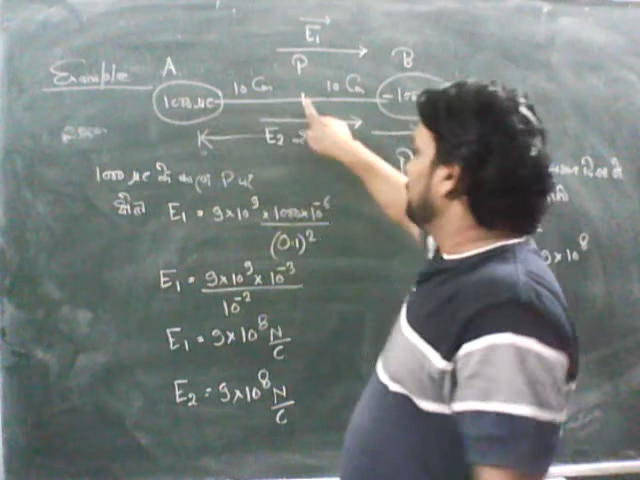 E₁
Example A P B
1000 μC 10 Cm 10 Cm -100
K E₂
1000 μC के कारण P पर
E₁ = 9×10⁹ × 1000×10⁻⁶
(0.1)²
9×10⁸
E₁ = 9×10⁹ × 10⁻³
10⁻²
E₁ = 9×10⁸ N
C
E₂ = 9×10⁸ N
C